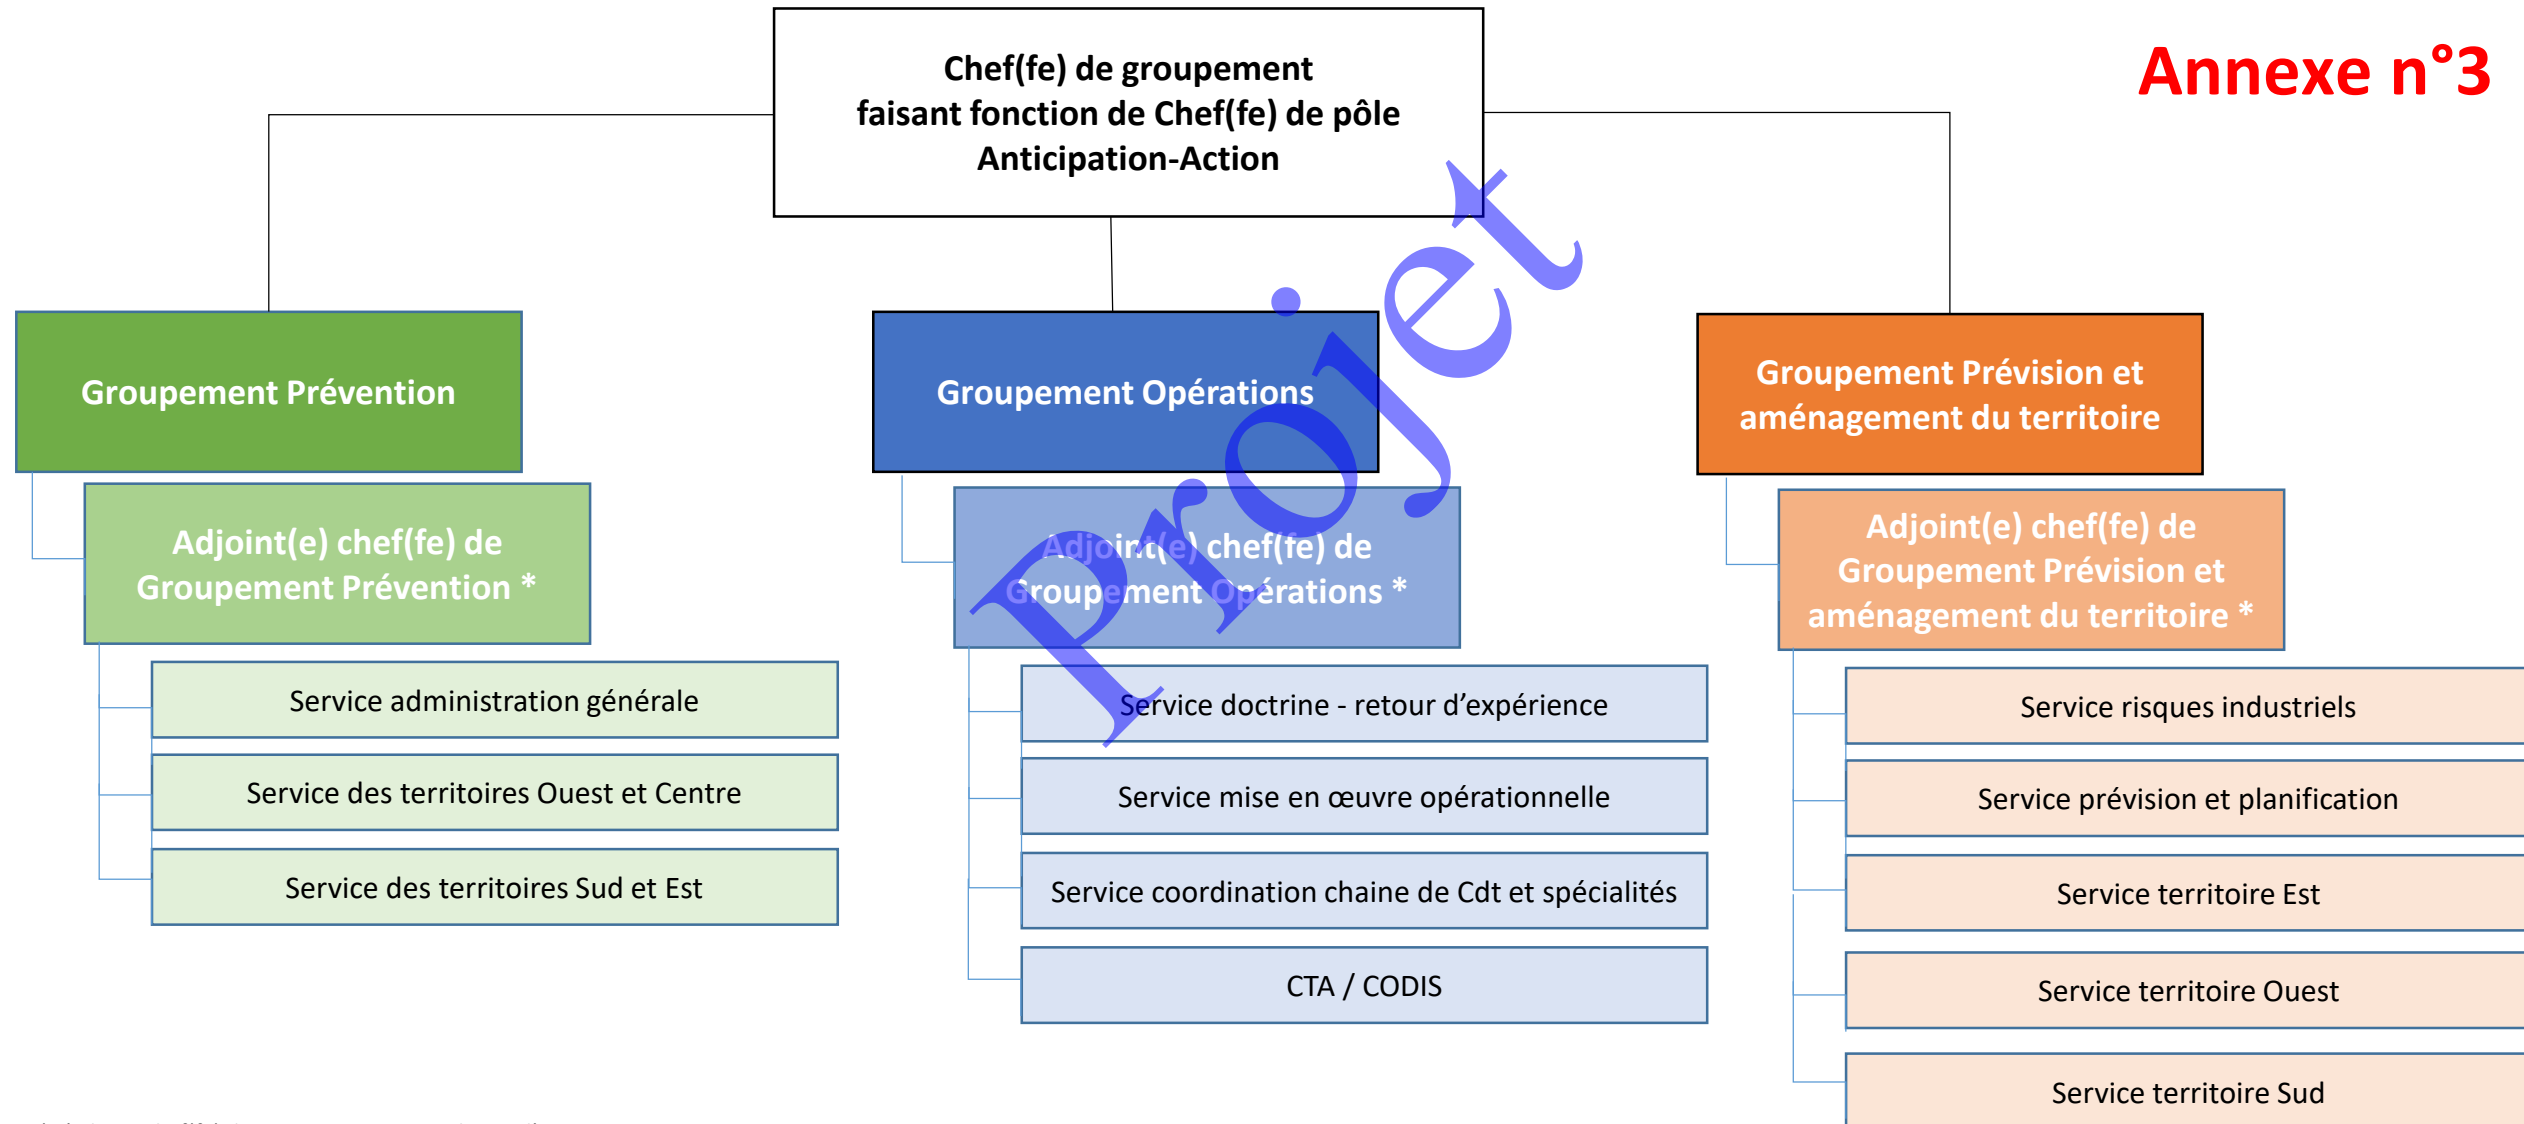 Annexe n°3
Chef(fe) de groupement
faisant fonction de Chef(fe) de pôle
Anticipation-Action
Groupement Prévention
Adjoint(e) chef(fe) de
Groupement Prévention *
Service administration générale
Service des territoires Ouest et Centre
Service des territoires Sud et Est
Groupement Opérations
Adjoint(e) chef(fe) de
Groupement Opérations *
Service doctrine - retour d’expérience
Service mise en œuvre opérationnelle
Service coordination chaine de Cdt et spécialités
CTA / CODIS
Groupement Prévision et
aménagement du territoire
Adjoint(e) chef(fe) de
Groupement Prévision et
aménagement du territoire *
Service risques industriels
Service prévision et planification
Service territoire Est
Service territoire Ouest
Service territoire Sud
Projet